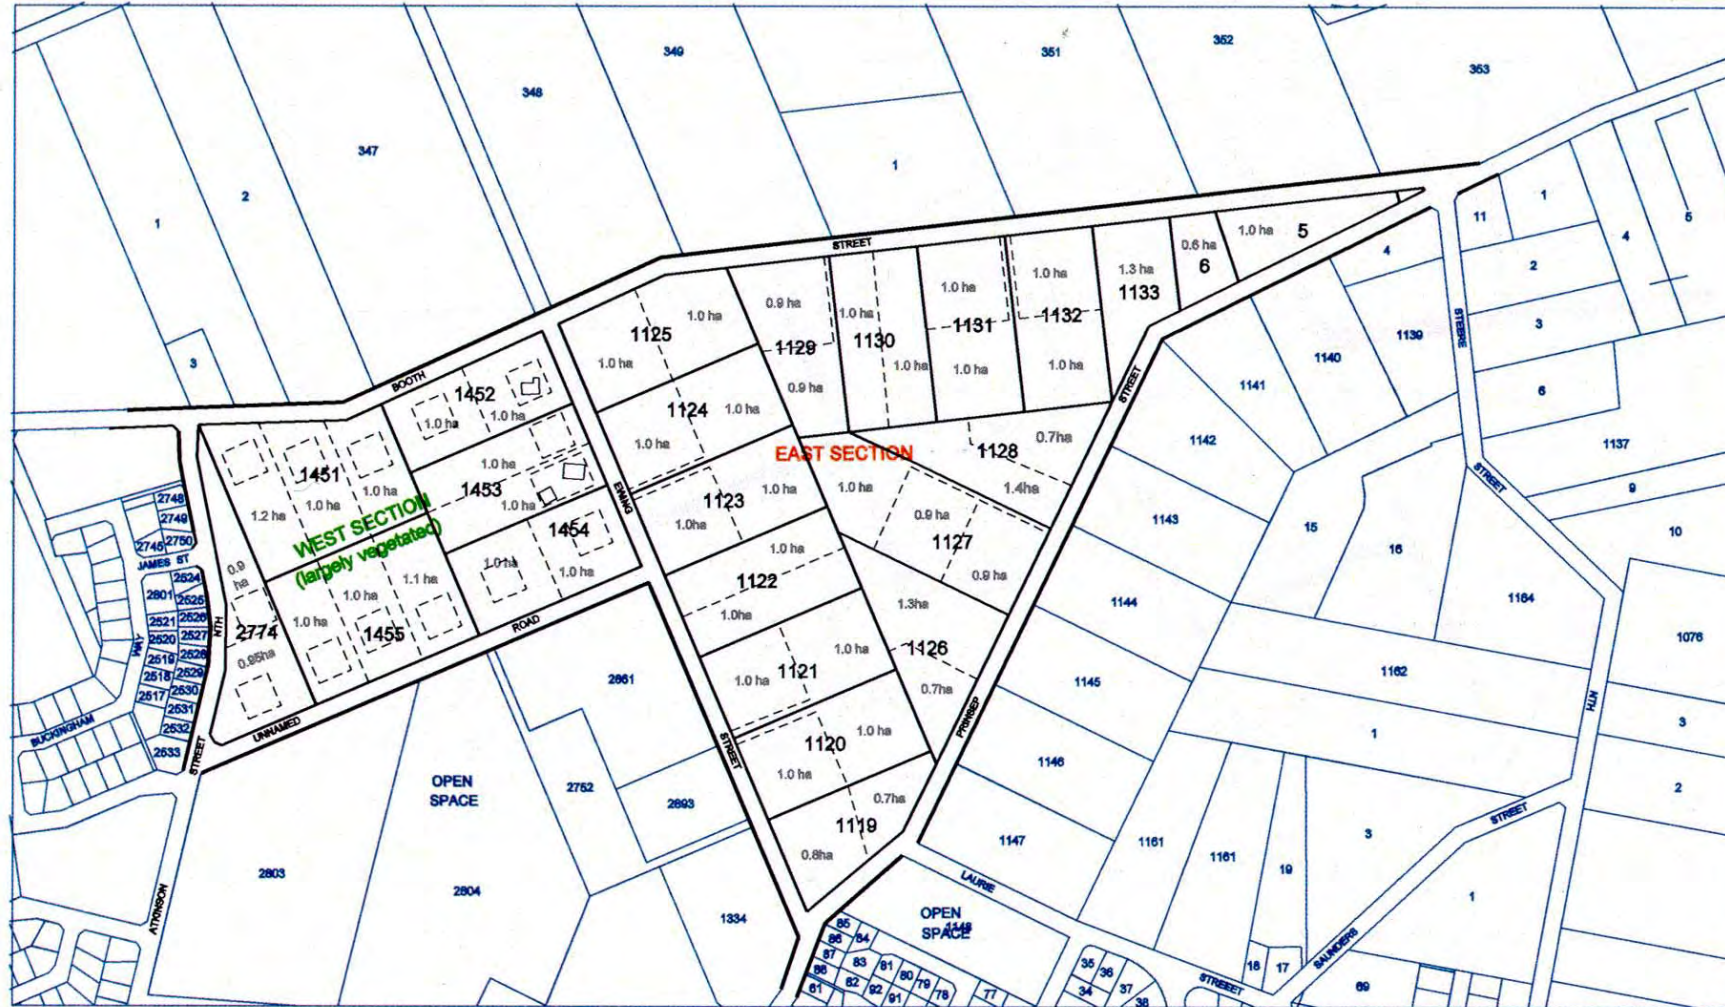 349
351
352
353
348
347
1
2
1
3
STREET
BOOTH
11
1
4
5
4
2
3
6
1139
1140
1141
1142
1143
1144
1145
1146
1147
STEERE
STREET
1137
9
10
15
16
1164
1076
1162
NTH
3
1
2
3
1
1161
1161
19
STREET
SAUNDERS
18
17
69
0.6 ha
6
1.0 ha
5
1.3 ha
1133
1.0 ha
1132
1.0 ha
1.0 ha
1131
1.0 ha
1.0 ha
1130
1.0 ha
0.9 ha
1129
0.9 ha
1.0 ha
1125
1.0 ha
1124
1.0 ha
1.0 ha
EAST SECTION
1128
0.7ha
1.4ha
1.0 ha
0.9 ha
1127
0.9 ha
1123
1.0 ha
1.0ha
1.0 ha
1122
1.0ha
1.3ha
1126
0.7ha
1.0 ha
1121
1.0 ha
1120
1.0 ha
1.0 ha
0.7ha
1119
0.8ha
EWING
STREET
PRINSEP
STREET
1452
1.0 ha
1.0 ha
1451
1.0 ha
1.0 ha
1.2 ha
1453
1.0 ha
1.0 ha
WEST SECTION
(largely vegetated)
1454
1.0 ha
1.0 ha
0.9
ha
1.1 ha
1.0 ha
1.0 ha
1455
2774
0.95ha
UNNAMED
ROAD
2748
2749
2750
2745
JAMES ST
2524
2801
2525
2521
2526
2520
2527
2519
2528
2518
2529
2517
2530
2531
2532
2533
WAY
BUCKINGHAM
NTH
STREET
ATKINSON
OPEN
SPACE
2803
2804
2861
2752
2893
1334
LAURIE
STREEET
OPEN
SPACE
1148
85
86
84
87
83
88
81
61
82
80
92
79
91
78
77
35
36
34
37
38